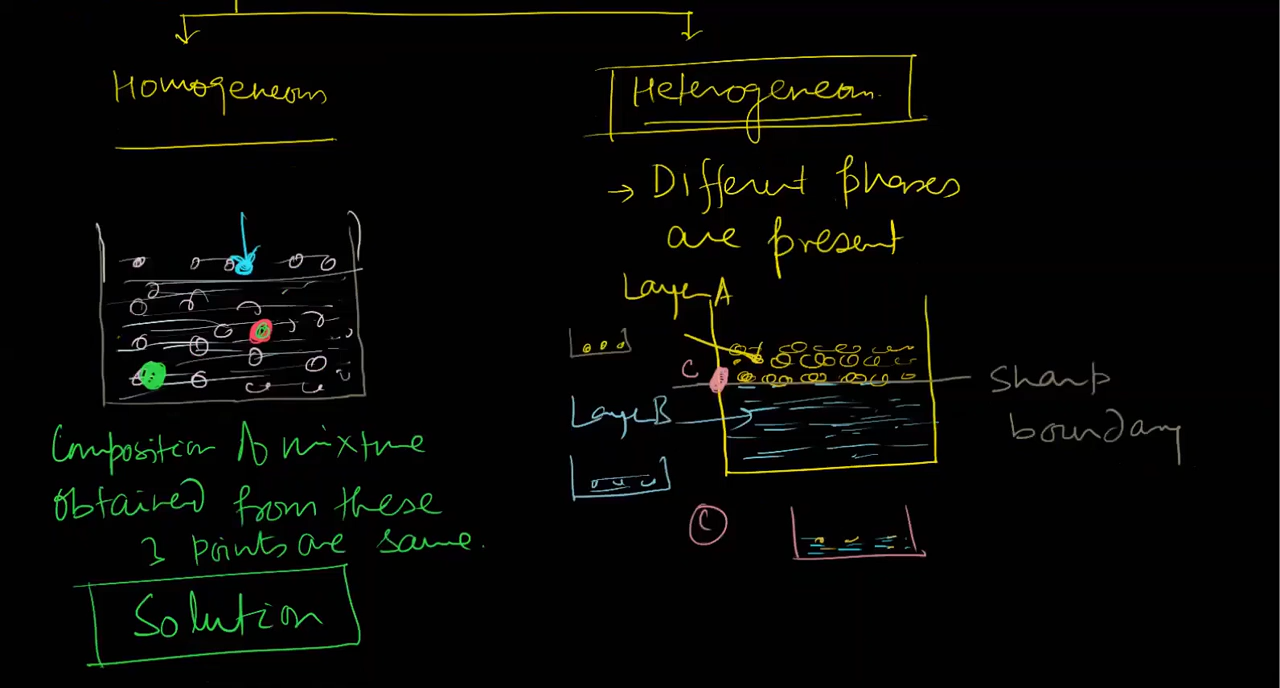 Homogeneous
Heterogeneous
→ Different phases
are present
Layer A
C
Sharp
boundary
Layer B
Composition of mixture
obtained from these
3 points are same.
C
Solution